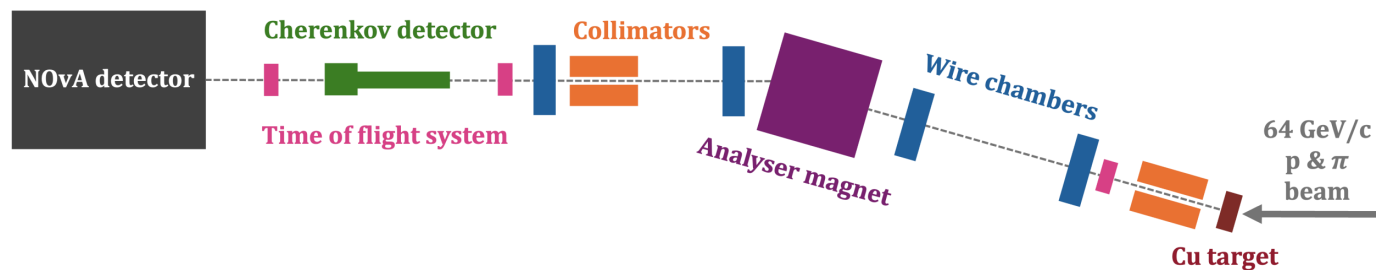 NOvA detector
Cherenkov detector
Time of flight system
Collimators
Analyser magnet
Wire chambers
64 GeV/c
p & π
beam
Cu target